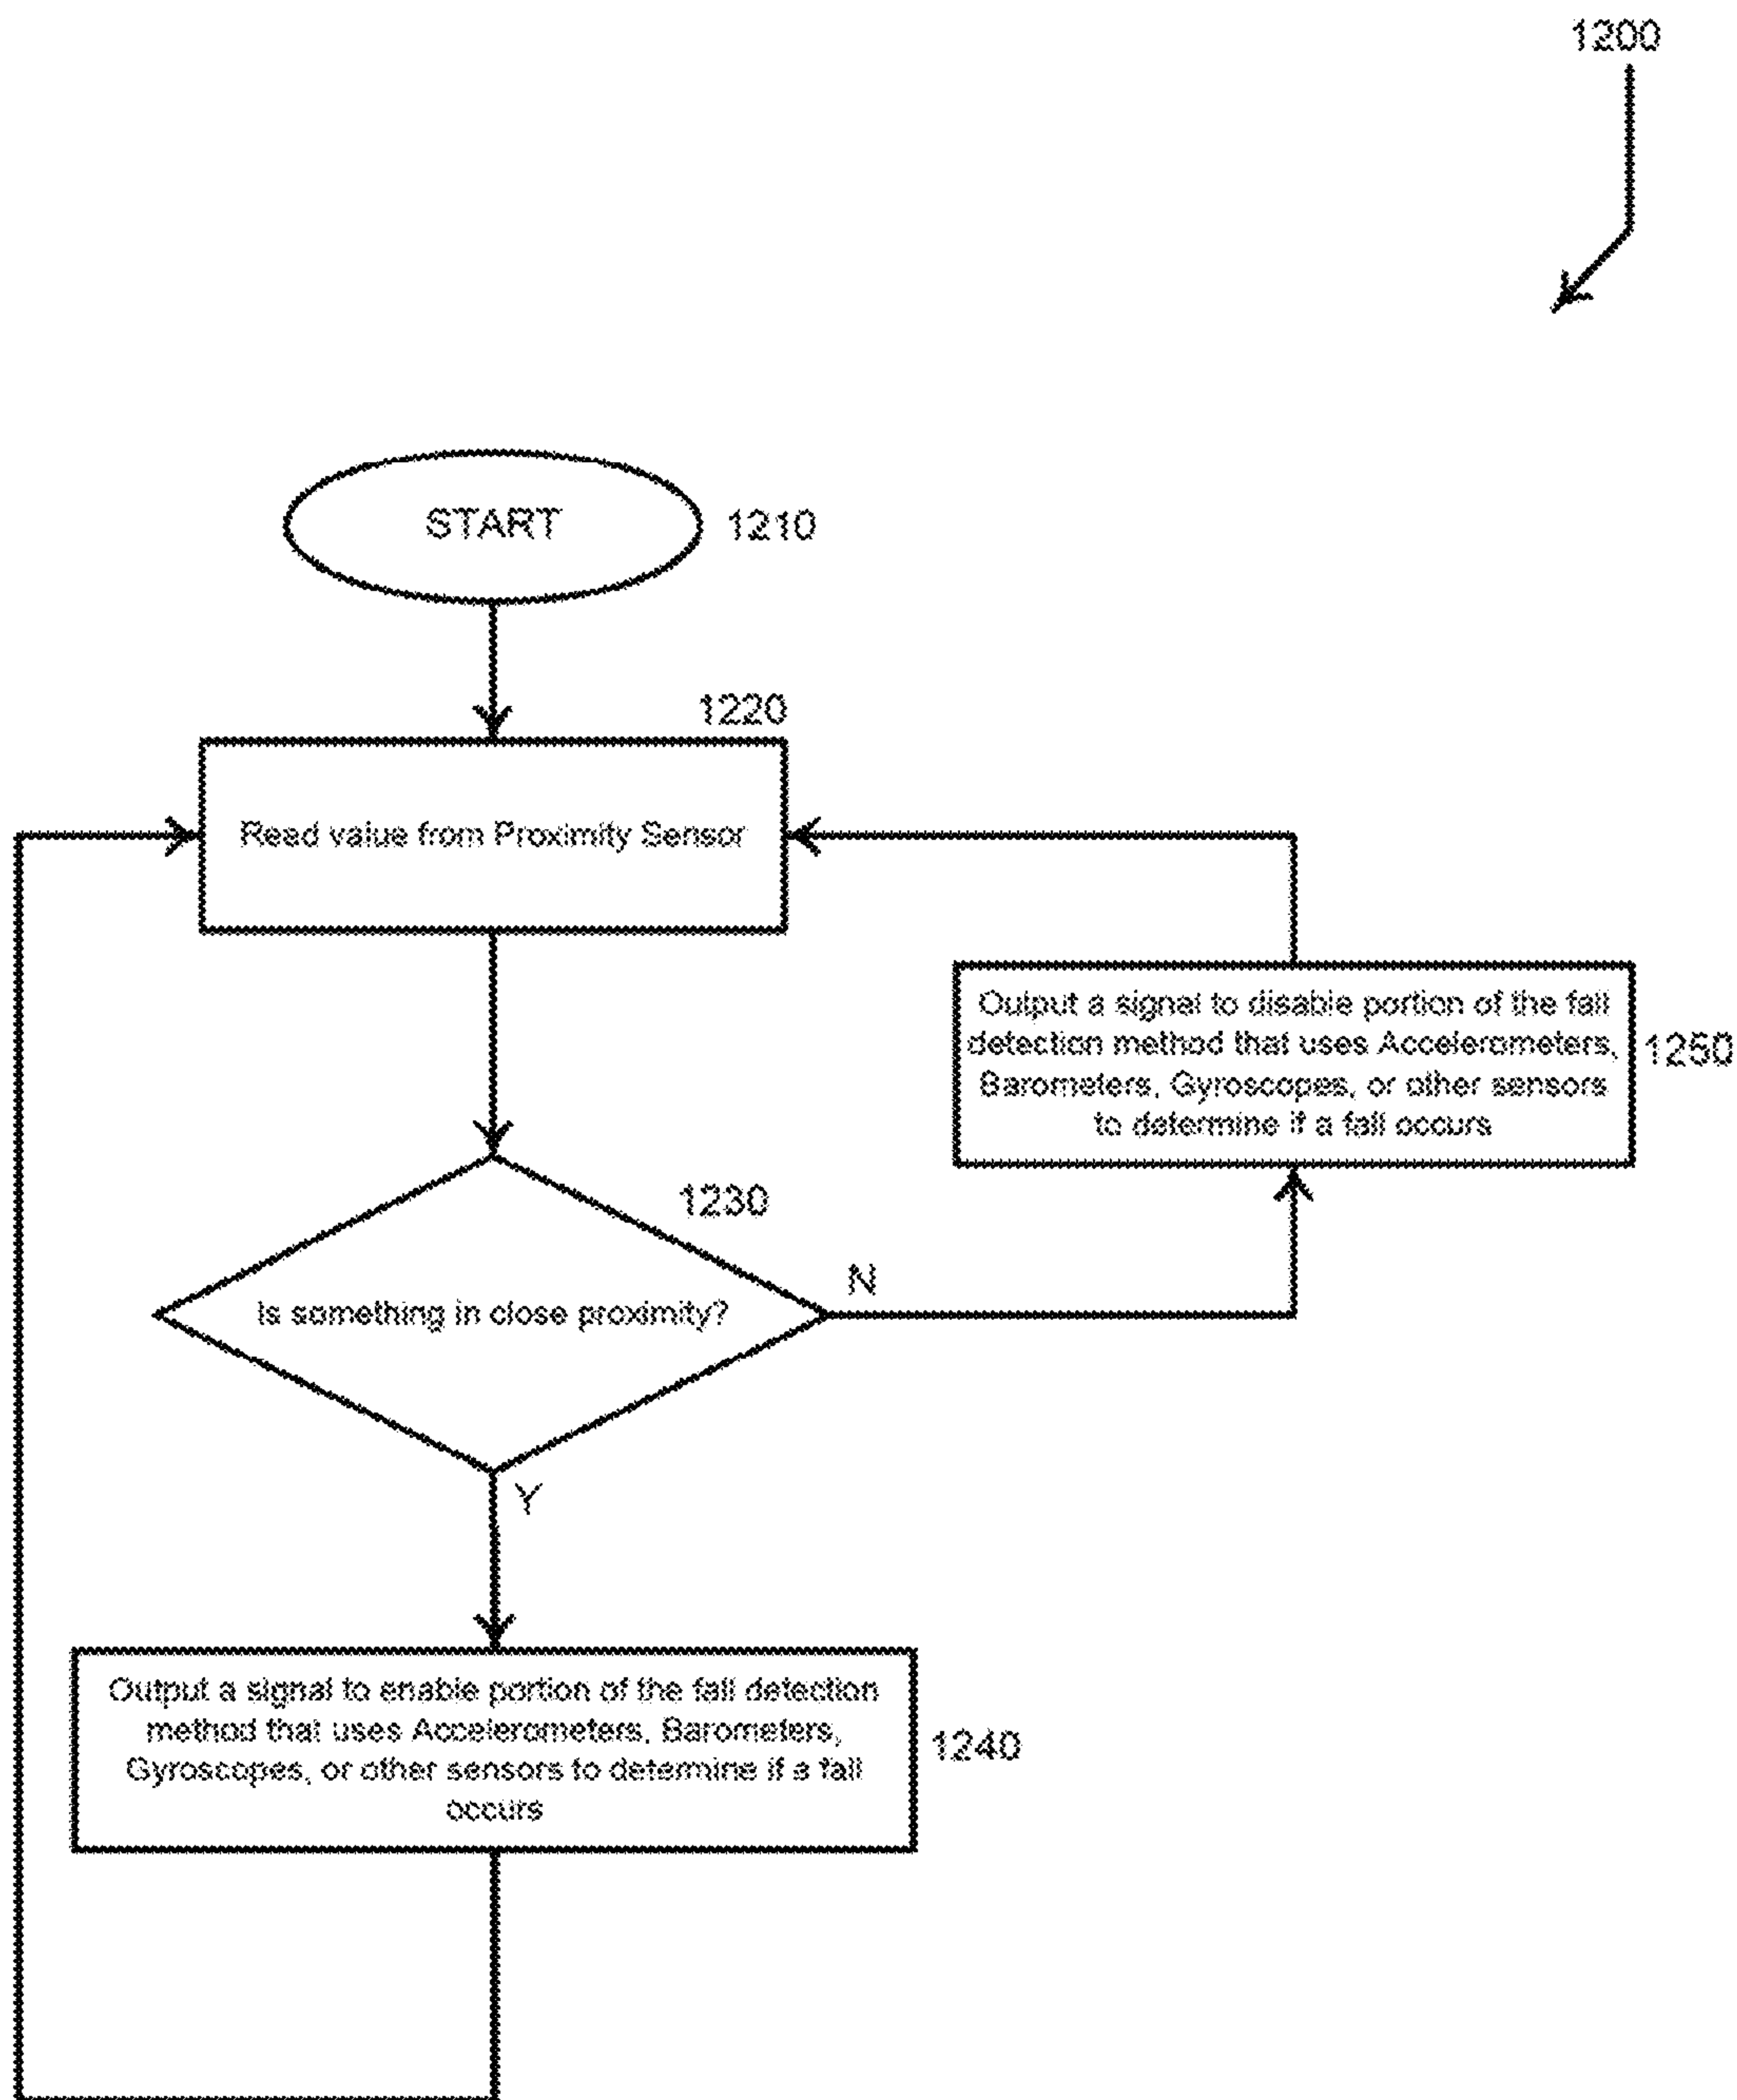 1200
START
1210
1220
Read value from Proximity Sensor
Output a signal to disable portion of the fall
detection method that uses Accelerometers,
Barometers, Gyroscopes, or other sensors
to determine if a fall occurs
1250
1230
Is something in close proximity?
N
Y
Output a signal to enable portion of the fall detection
method that uses Accelerometers, Barometers,
Gyroscopes, or other sensors to determine if a fall
occurs
1240